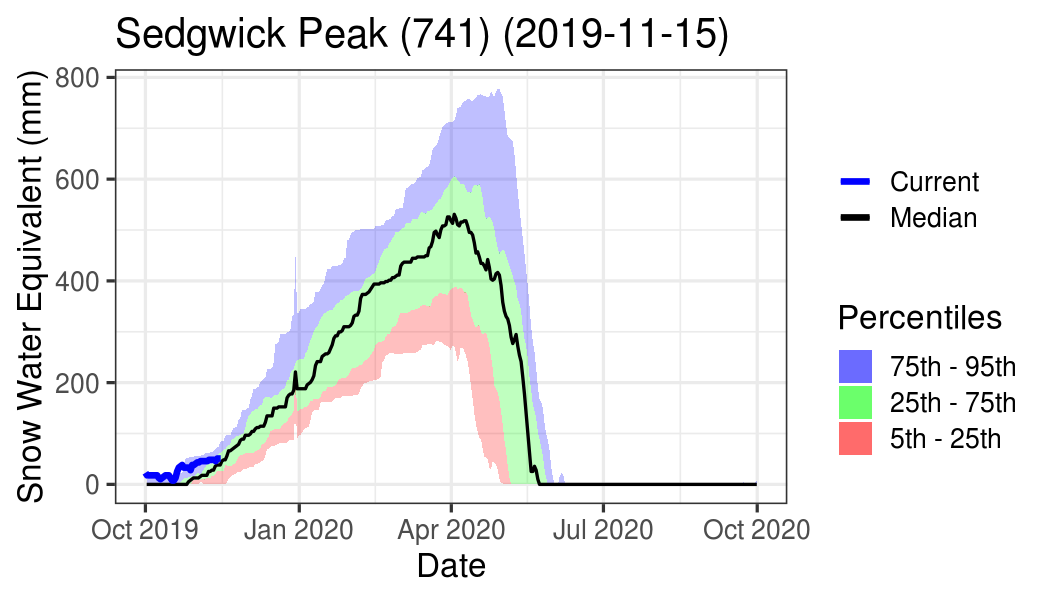 Sedgwick Peak (741) (2019-11-15)
Snow Water Equivalent (mm)
800
600
400
200
0
Oct 2019
Jan 2020
Apr 2020
Jul 2020
Oct 2020
Date
Current
Median
Percentiles
75th - 95th
25th - 75th
5th - 25th